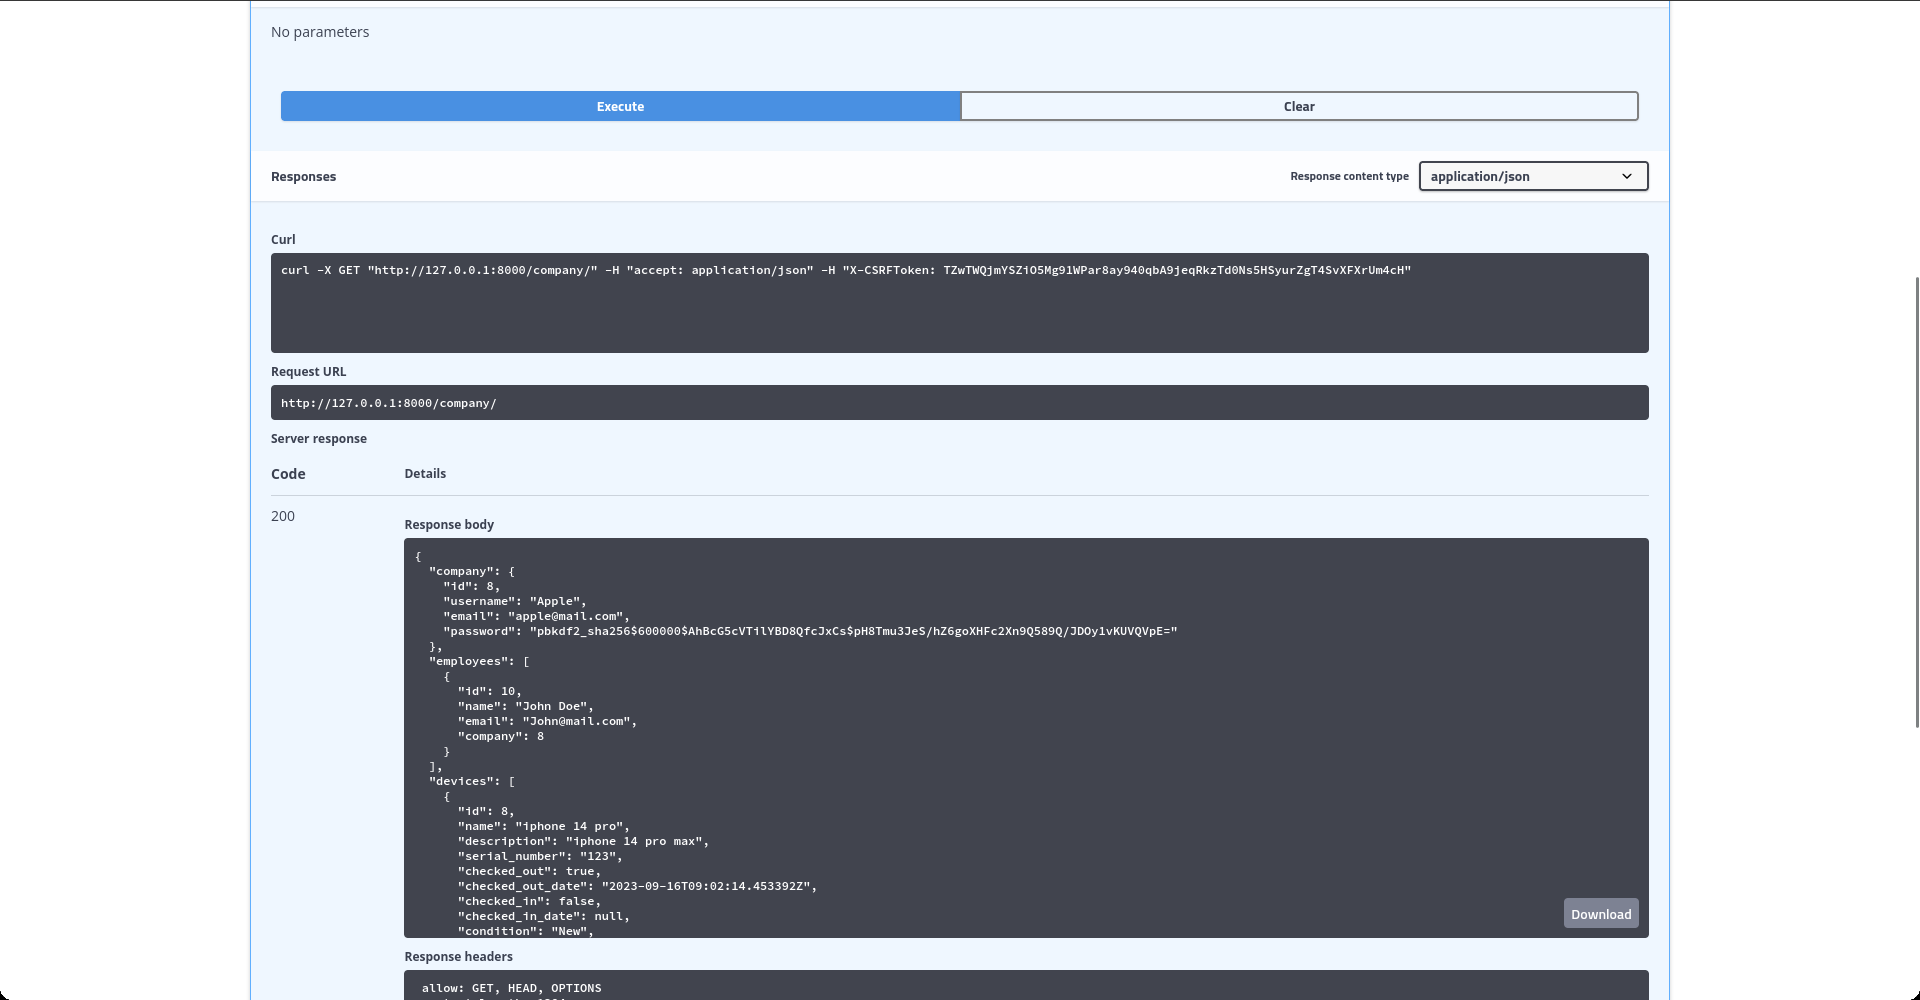 No parameters
Execute
Clear
Responses
Response content type
application/json
Curl
curl -X GET "http://127.0.0.1:8000/company/" -H "accept: application/json" -H "X-CSRFToken: TZwTWQjmYSZiO5Mg91WPar8ay940qbA9jeqRkzTd0Ns5HSyurZgT4SvXFXrUm4cH"
Request URL
http://127.0.0.1:8000/company/
Server response
Code
Details
200
Response body
{
"company": {
"id": 8,
"username": "Apple",
"email": "apple@mail.com",
"password": "pbkdf2_sha256$600000$AhBcG5cVTilYBD8QfcJxCs$pH8Tmu3JeS/hZ6goXHFc2Xn9Q589Q/JDOy1vKUVQVpE="
},
"employees": [
{
"id": 10,
"name": "John Doe",
"email": "John@mail.com",
"company": 8
}
],
"devices": [
{
"id": 8,
"name": "iphone 14 pro",
"description": "iphone 14 pro max",
"serial_number": "123",
"checked_out": true,
"checked_out_date": "2023-09-16T09:02:14.453392Z",
"checked_in": false,
"checked_in_date": null,
"condition": "New",
Download
Response headers
allow: GET, HEAD, OPTIONS